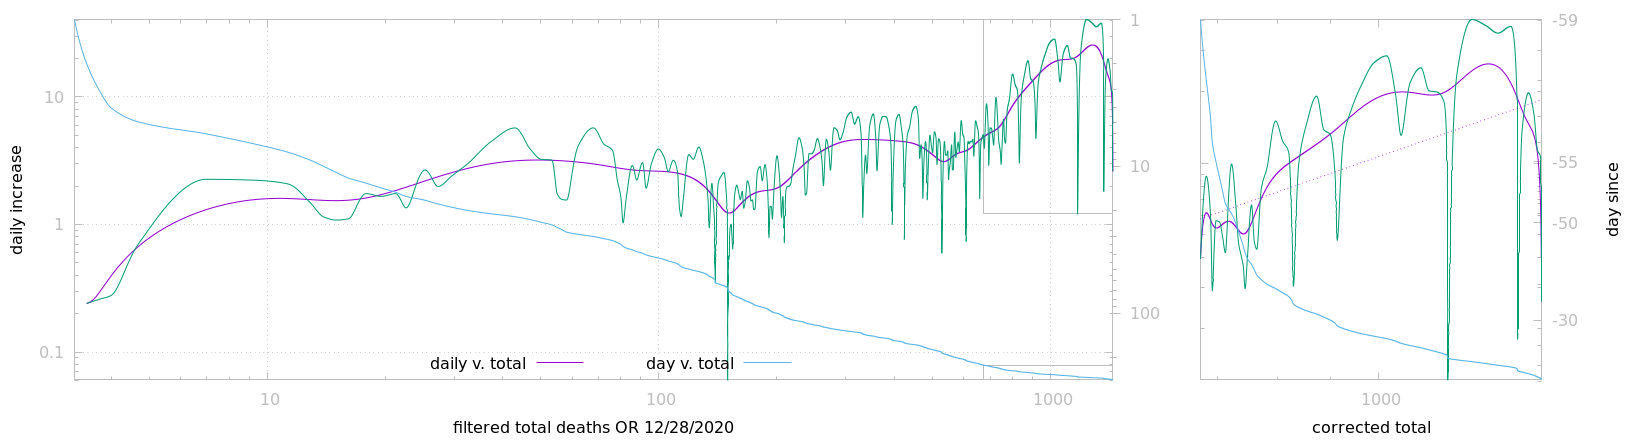 1
-59
10
daily increase
10
-55
day since
1
-50
100
-30
0.1
daily v. total
day v. total
10
100
1000
1000
filtered total deaths OR 12/28/2020
corrected total